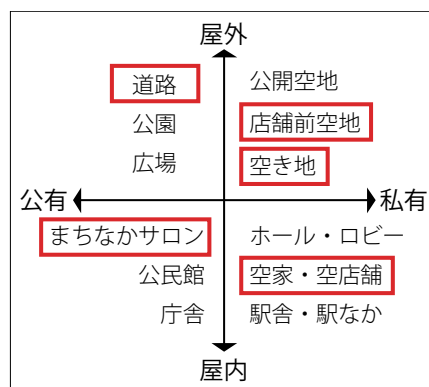 屋外
道路 公開空地
公園 店舗前空地
広場 空き地
公有 私有
まちなかサロン ホール・ロビー
公民館 空家・空店舗
庁舎 駅舎・駅なか
屋内